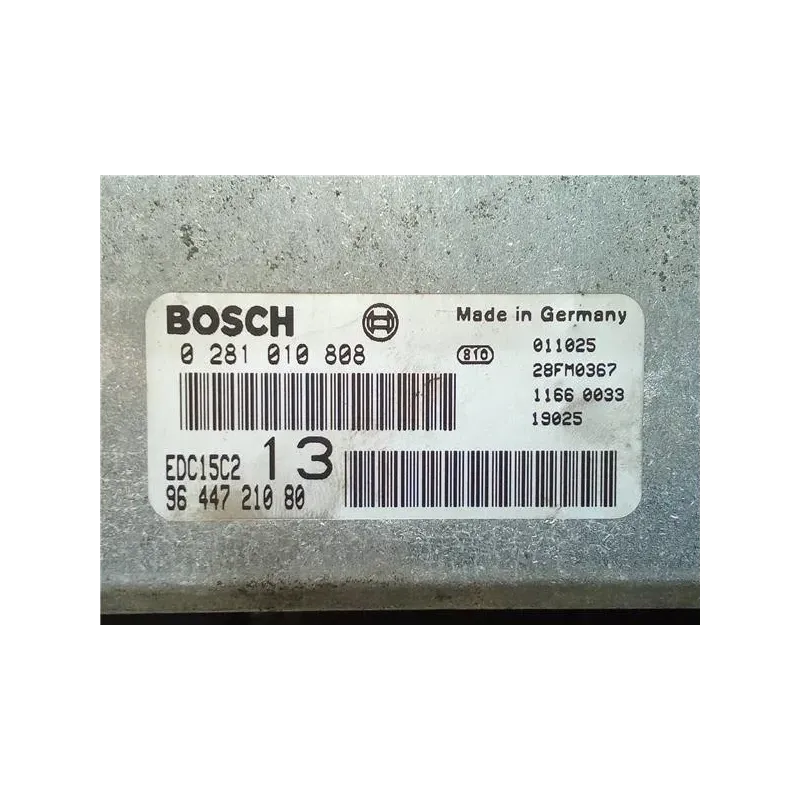 BOSCH
Made in Germany
0 281 010 808
810
011025
28FM0367
1166 0033
19025
EDC15C2
13
96 447 210 80